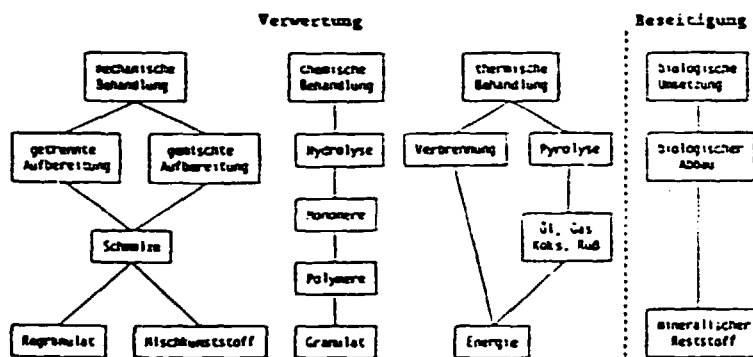 Verwertung
Beseitigung
mechanische
Behandlung
chemische
Behandlung
thermische
Behandlung
biologische
Umsetzung
getrennte
Aufbereitung
gemischte
Aufbereitung
Hydrolyse
Verbrennung
Pyrolyse
biologischer
Abbau
Monomere
Schmelze
Öl, Gas
Koks, Ruß
Polymere
Regranulat
Mischkunststoff
Granulat
Energie
mineralischer
Reststoff